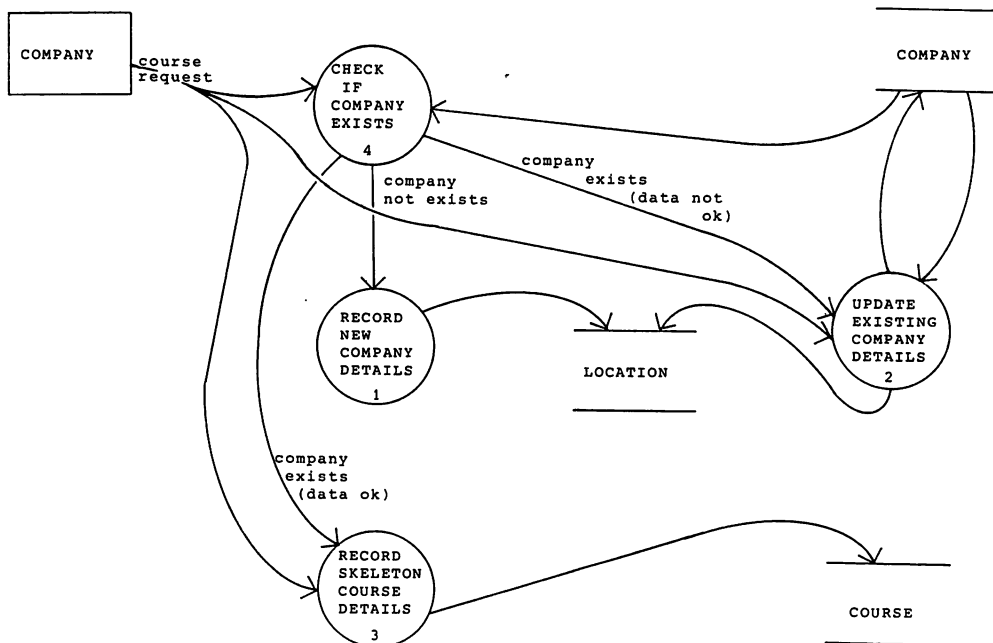 COMPANY
course
request
CHECK
IF
COMPANY
EXISTS
4
COMPANY
company
not exists
company
exists
(data not
ok)
RECORD
NEW
COMPANY
DETAILS
1
LOCATION
UPDATE
EXISTING
COMPANY
DETAILS
2
company
exists
(data ok)
RECORD
SKELETON
COURSE
DETAILS
3
COURSE